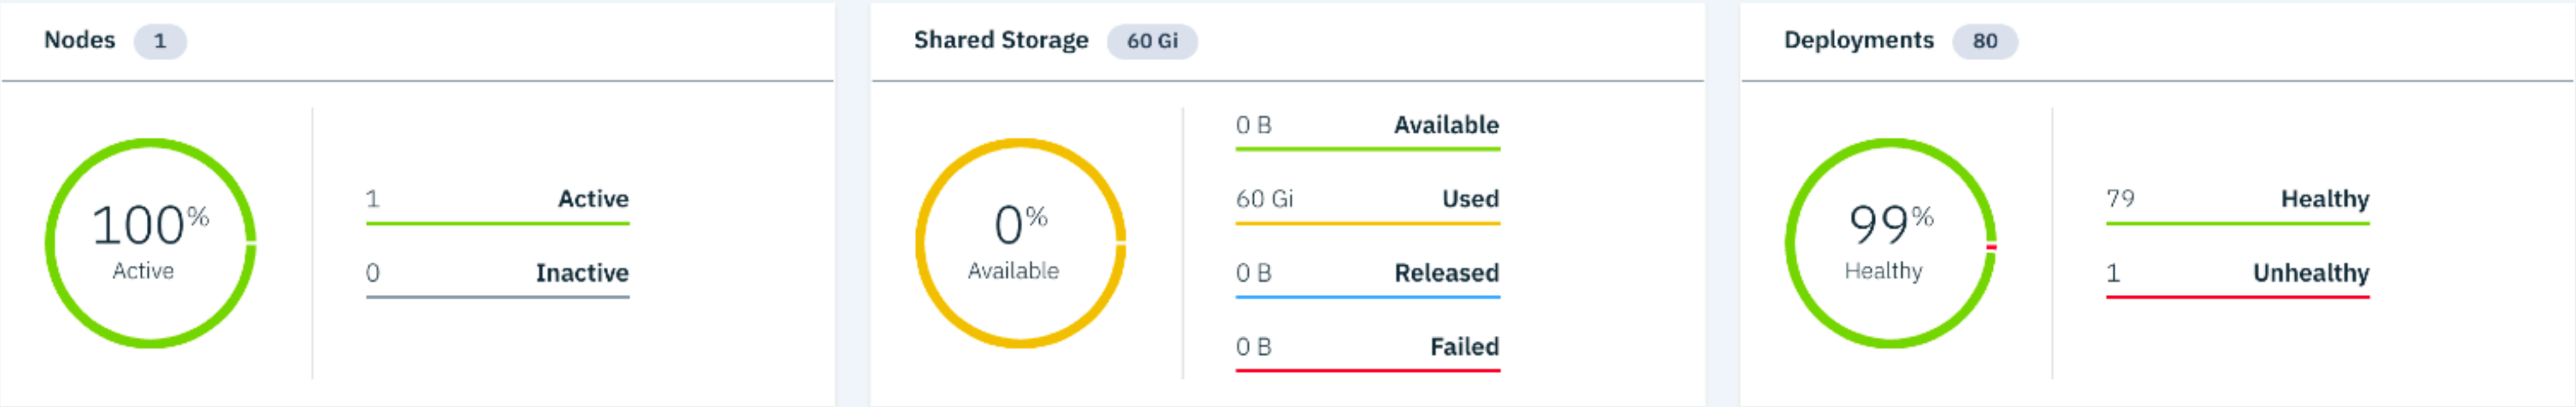 Nodes 1
100%
Active
1 Active
0 Inactive
Shared Storage 60 Gi
0%
Available
0 B Available
60 Gi Used
0 B Released
0 B Failed
Deployments 80
99%
Healthy
79 Healthy
1 Unhealthy